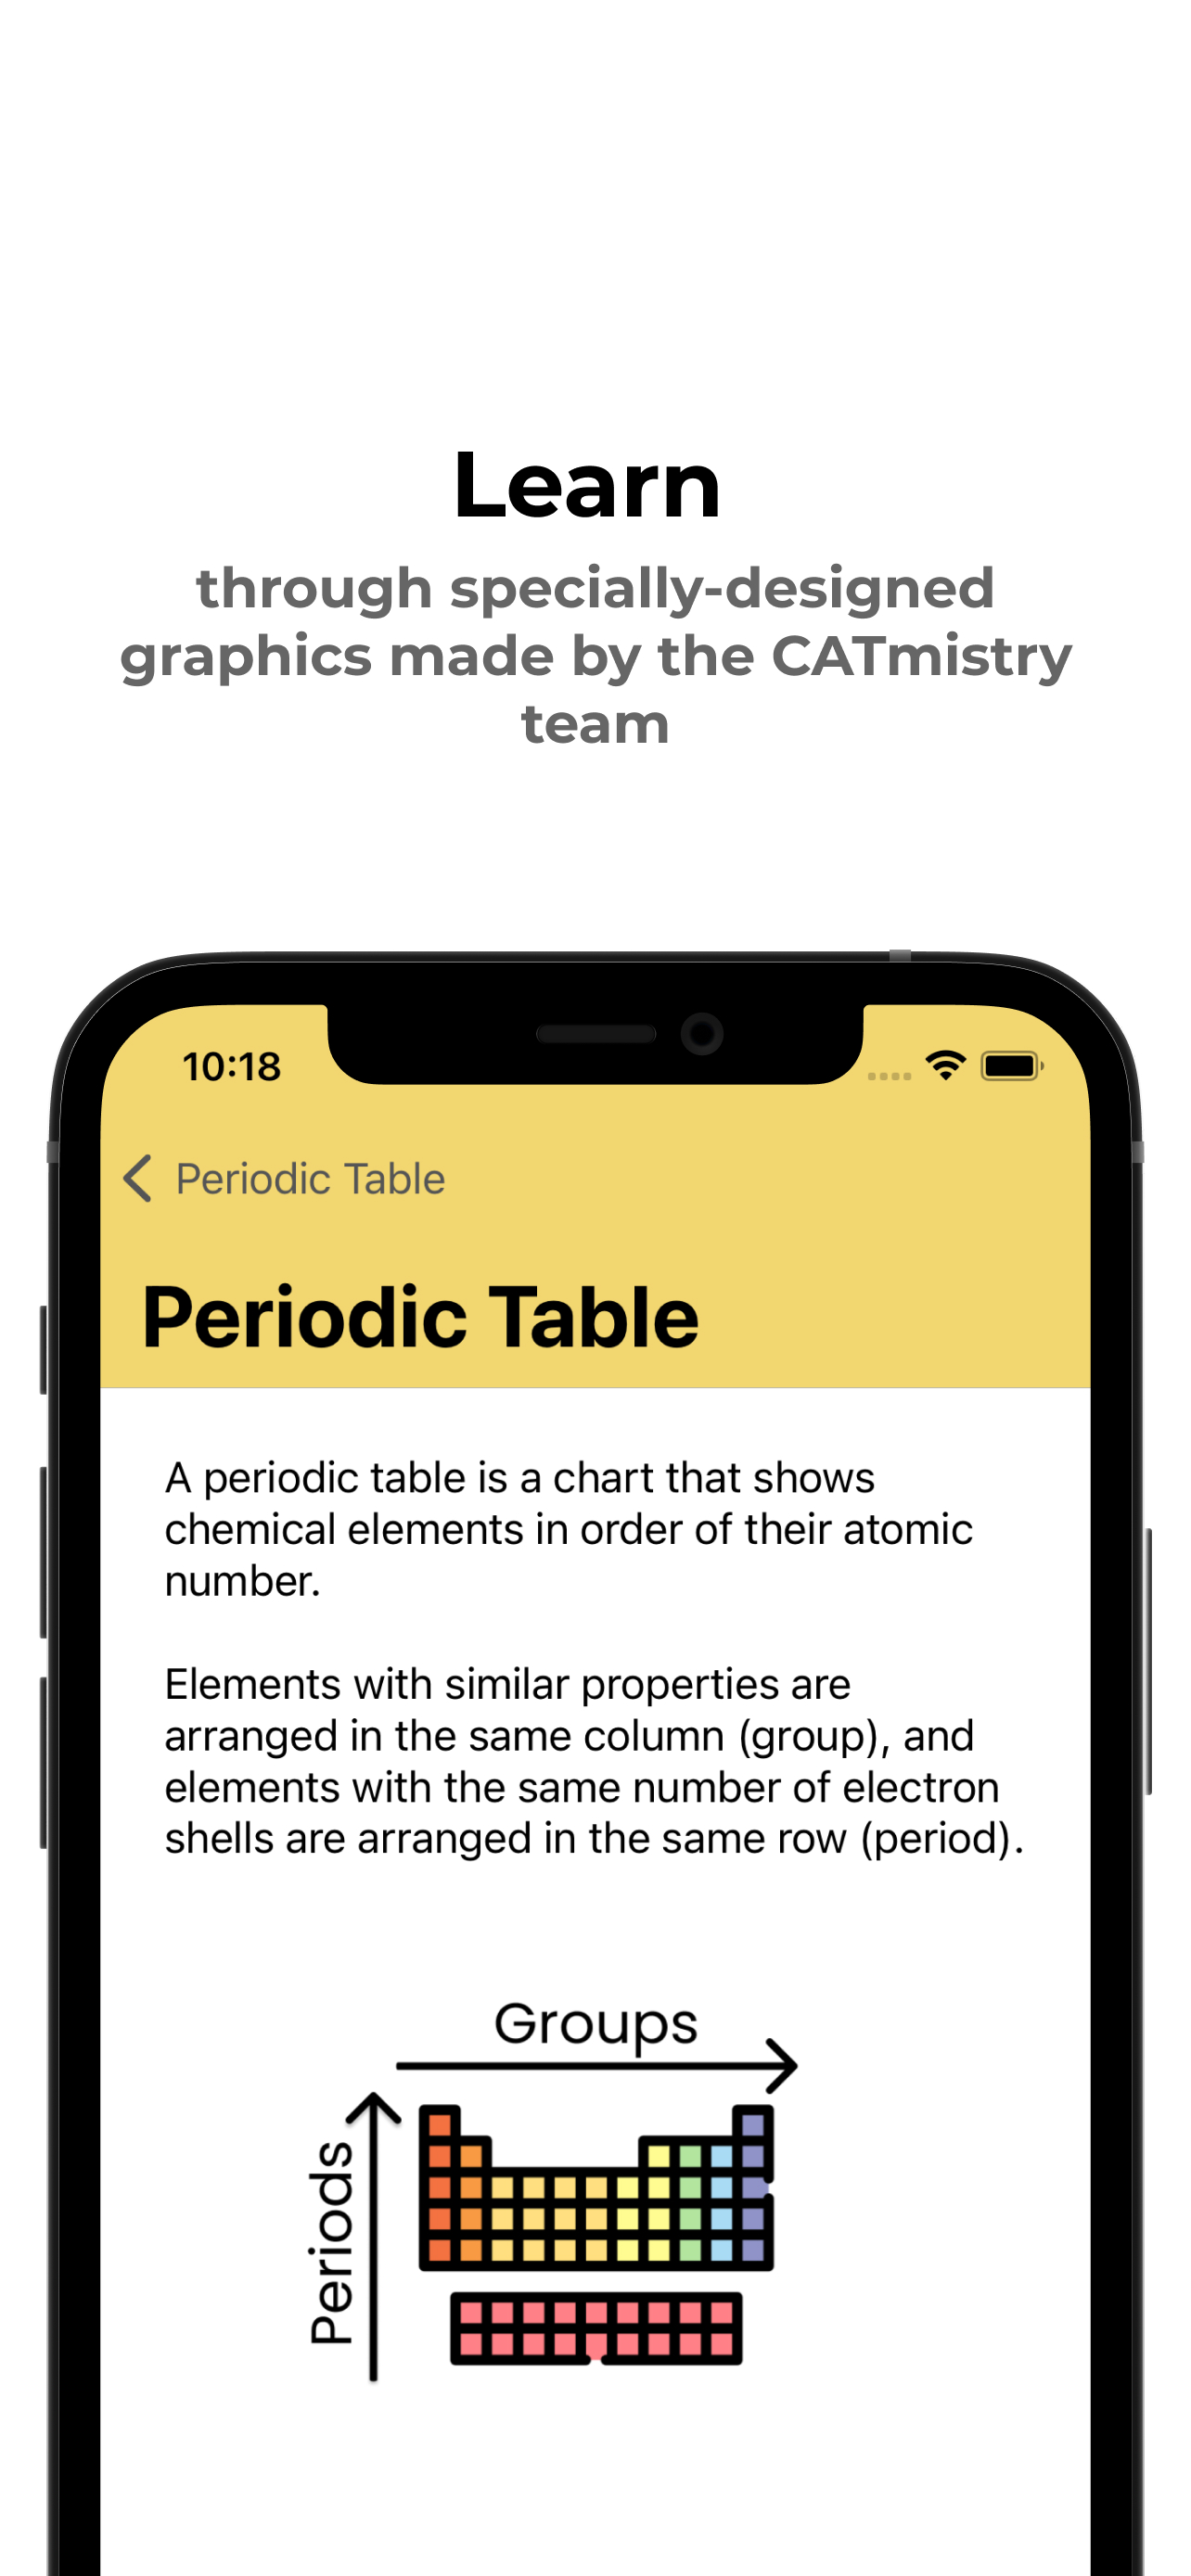 Learn
through specially-designed
graphics made by the CATmistry
team
10:18
Periodic Table
Periodic Table
A periodic table is a chart that shows
chemical elements in order of their atomic
number.
Elements with similar properties are
arranged in the same column (group), and
elements with the same number of electron
shells are arranged in the same row (period).
Groups
Periods